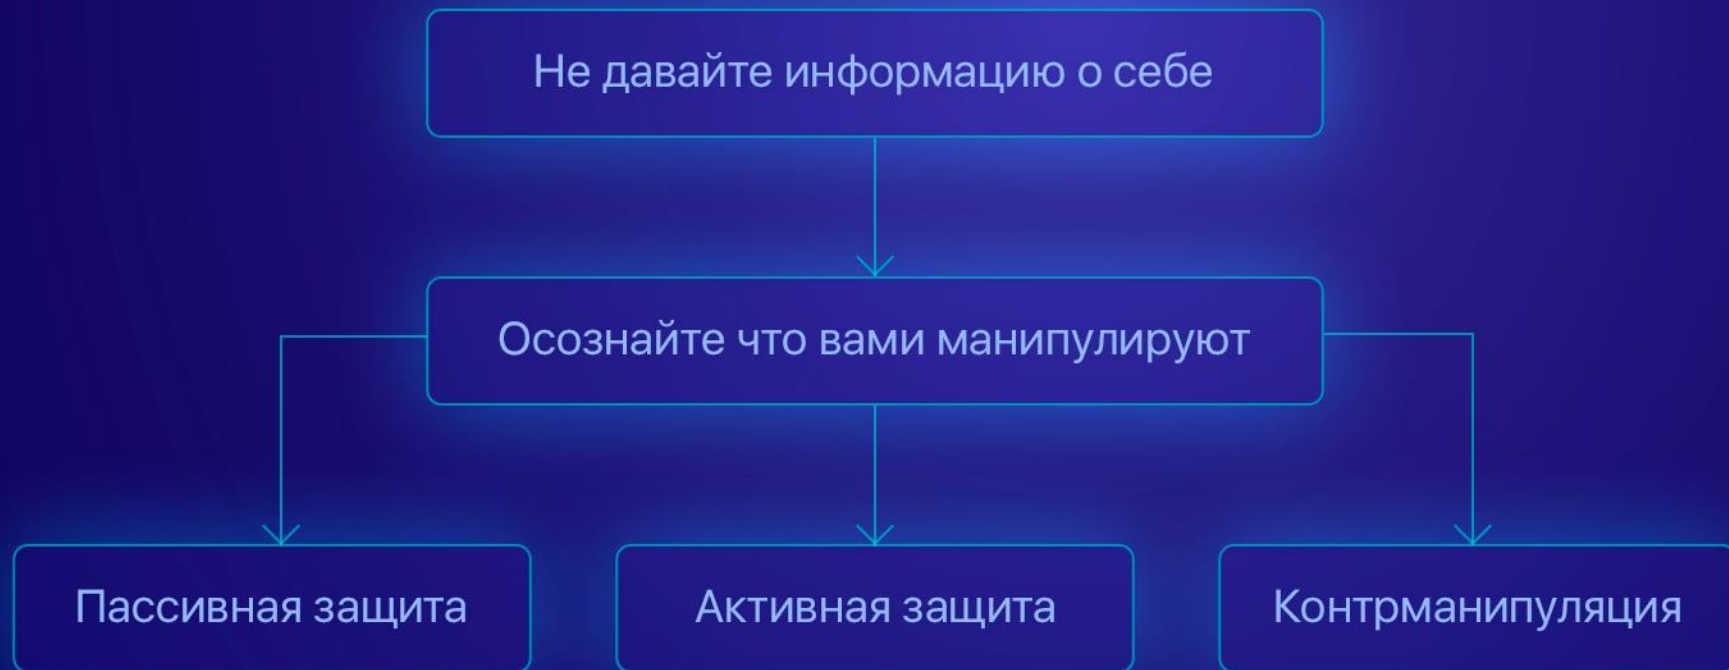 Не давайте информацию о себе
Осознайте что вами манипулируют
Пассивная защита
Активная защита
Контрманипуляция